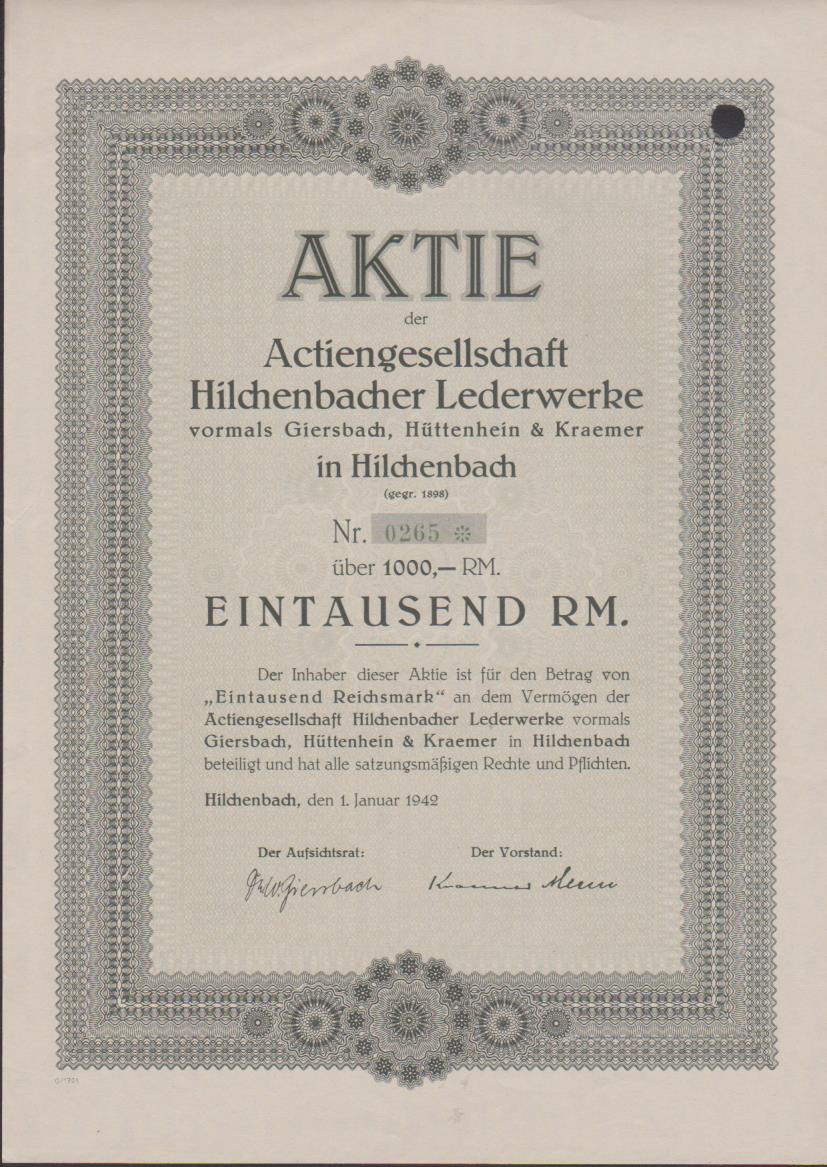 AKTIE
der
Actiengesellschaft
Hilchenbacher Lederwerke
vormals Giersbach, Hüttenhein & Kraemer
in Hilchenbach
(gegr. 1898)
Nr. 0265 *
über 1000,— RM.
EINTAUSEND RM.
Der Inhaber dieser Aktie ist für den Betrag von
„Eintausend Reichsmark“ an dem Vermögen der
Actiengesellschaft Hilchenbacher Lederwerke vormals
Giersbach, Hüttenhein & Kraemer in Hilchenbach
beteiligt und hat alle satzungsmäßigen Rechte und Pflichten.
Hilchenbach, den 1. Januar 1942
Der Aufsichtsrat: Der Vorstand:
Giersbach Kraemer